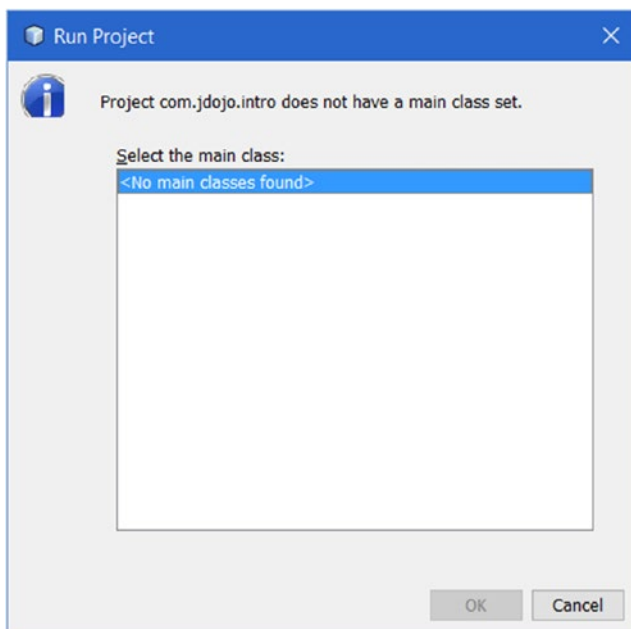 Run Project
Project com.jdojo.intro does not have a main class set.
Select the main class:
<No main classes found>
OK
Cancel